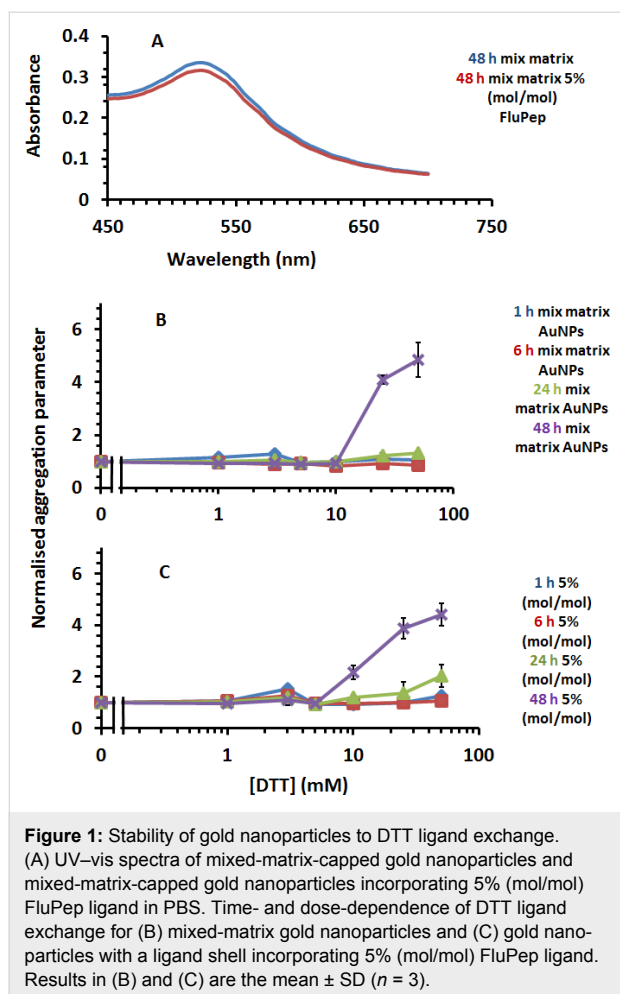 A
0.4
0.3
0.2
0.1
0
Absorbance
450
550
650
750
Wavelength (nm)
48 h mix matrix
48 h mix matrix 5%
(mol/mol)
FluPep
B
6
4
2
0
0
1
10
100
1 h mix matrix
AuNPs
6 h mix matrix
AuNPs
24 h mix
matrix AuNPs
48 h mix
matrix AuNPs
Normalised aggregation parameter
C
6
4
2
0
0
1
10
100
[DTT] (mM)
1 h 5%
(mol/mol)
6 h 5%
(mol/mol)
24 h 5%
(mol/mol)
48 h 5%
(mol/mol)
Figure 1: Stability of gold nanoparticles to DTT ligand exchange.
(A) UV–vis spectra of mixed-matrix-capped gold nanoparticles and
mixed-matrix-capped gold nanoparticles incorporating 5% (mol/mol)
FluPep ligand in PBS. Time- and dose-dependence of DTT ligand
exchange for (B) mixed-matrix gold nanoparticles and (C) gold nano-
particles with a ligand shell incorporating 5% (mol/mol) FluPep ligand.
Results in (B) and (C) are the mean ± SD (n = 3).